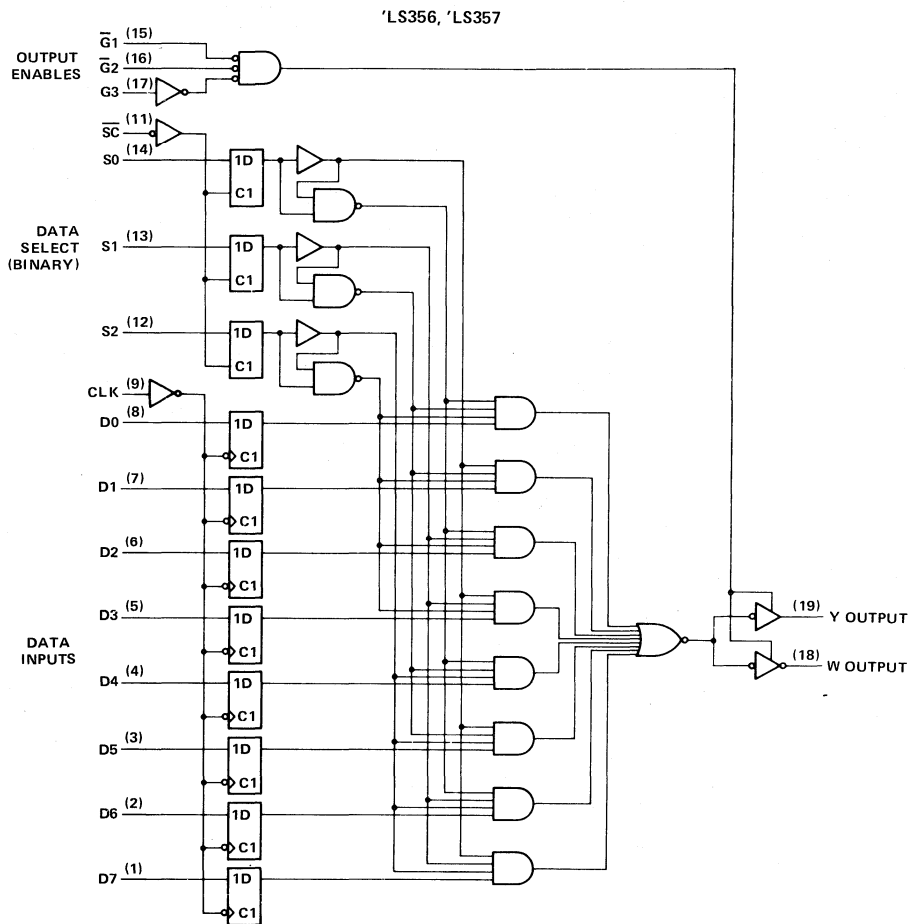 'LS356, 'LS357
G̅1 (15)
OUTPUT
ENABLES
G̅2 (16)
G3 (17)
S̅C̅ (11)
S0 (14)
1D
C1
DATA
SELECT
(BINARY)
S1 (13)
1D
C1
S2 (12)
1D
C1
CLK (9)
D0 (8)
1D
C1
D1 (7)
1D
C1
D2 (6)
1D
C1
D3 (5)
1D
C1
DATA
INPUTS
D4 (4)
1D
C1
D5 (3)
1D
C1
D6 (2)
1D
C1
D7 (1)
1D
C1
(19) Y OUTPUT
(18) W OUTPUT